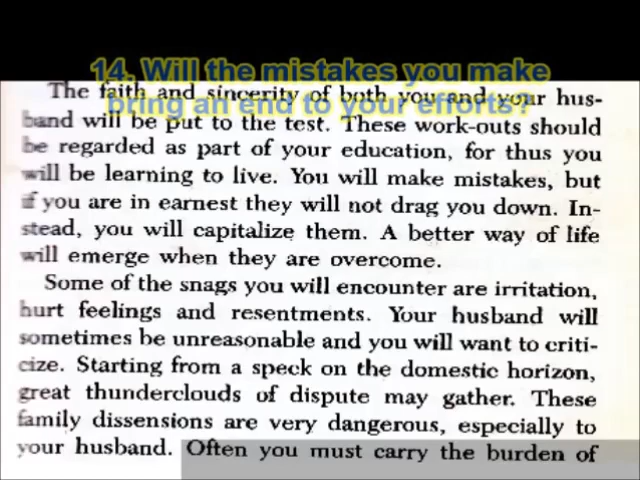 14. Will the mistakes you make
bring an end to your efforts?
The faith and sincerity of both you and your hus-
band will be put to the test. These work-outs should
be regarded as part of your education, for thus you
will be learning to live. You will make mistakes, but
if you are in earnest they will not drag you down. In-
stead, you will capitalize them. A better way of life
will emerge when they are overcome.
Some of the snags you will encounter are irritation,
hurt feelings and resentments. Your husband will
sometimes be unreasonable and you will want to criti-
cize. Starting from a speck on the domestic horizon,
great thunderclouds of dispute may gather. These
family dissensions are very dangerous, especially to
your husband. Often you must carry the burden of